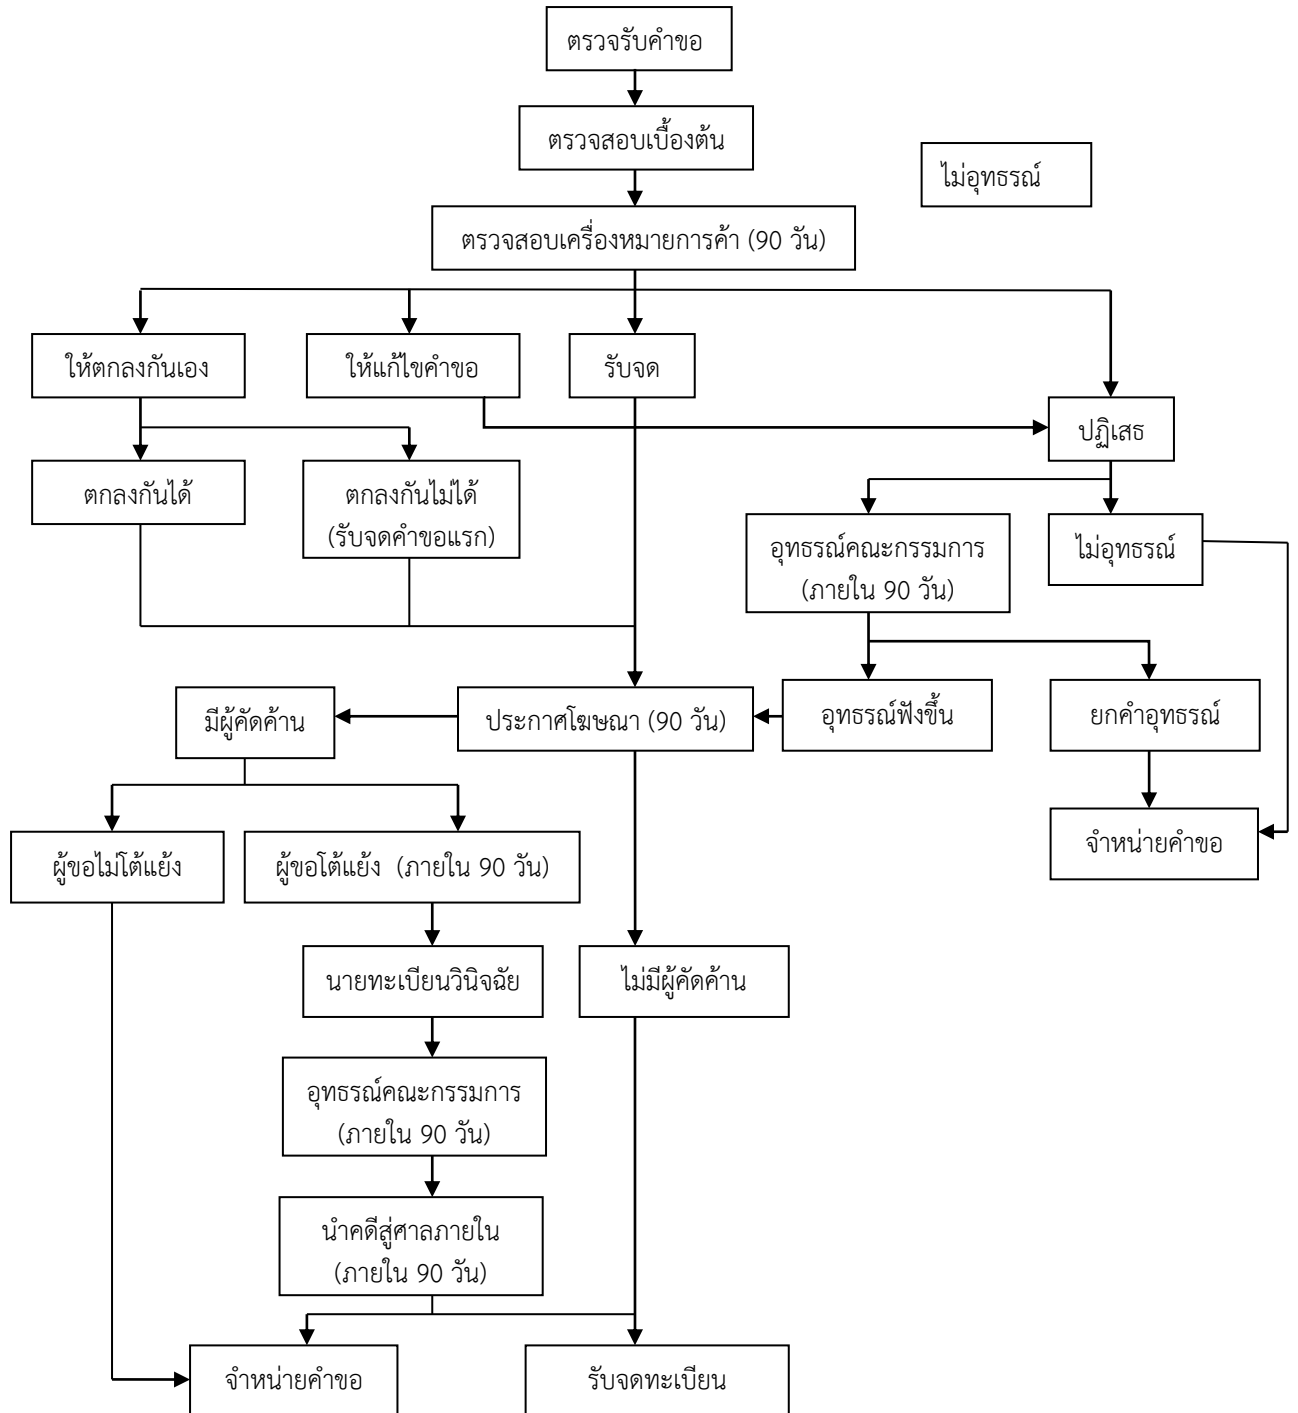 ตรวจรับคำขอ
ตรวจสอบเบื้องต้น
ไม่อุทธรณ์
ตรวจสอบเครื่องหมายการค้า (90 วัน)
ให้ตกลงกันเอง
ให้แก้ไขคำขอ
รับจด
ปฏิเสธ
ตกลงกันได้
ตกลงกันไม่ได้
(รับจดคำขอแรก)
อุทธรณ์คณะกรรมการ
(ภายใน 90 วัน)
ไม่อุทธรณ์
มีผู้คัดค้าน
ประกาศโฆษณา (90 วัน)
อุทธรณ์ฟังขึ้น
ยกคำอุทธรณ์
ผู้ขอไม่โต้แย้ง
ผู้ขอโต้แย้ง (ภายใน 90 วัน)
จำหน่ายคำขอ
นายทะเบียนวินิจฉัย
ไม่มีผู้คัดค้าน
อุทธรณ์คณะกรรมการ
(ภายใน 90 วัน)
นำคดีสู่ศาลภายใน
(ภายใน 90 วัน)
จำหน่ายคำขอ
รับจดทะเบียน